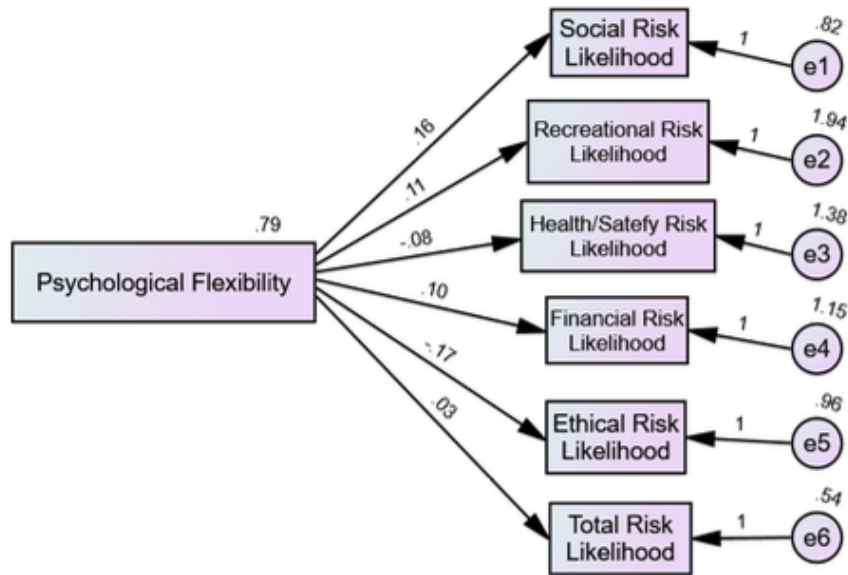 Social Risk
Likelihood
1
.82
e1
.16
Recreational Risk
Likelihood
1
1.94
e2
.11
.79
Psychological Flexibility
Health/Satefy Risk
Likelihood
1
1.38
e3
-.08
Financial Risk
Likelihood
1
1.15
e4
.10
Ethical Risk
Likelihood
1
.96
e5
-.17
Total Risk
Likelihood
1
.54
e6
.03